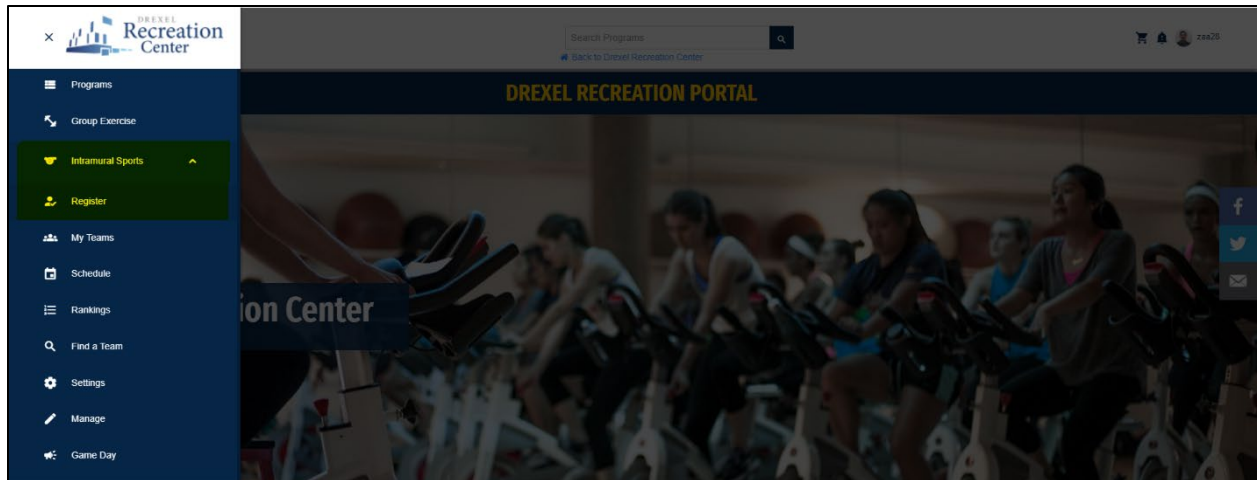 ×
DREXEL
Recreation
Center
Search Programs
Back to Drexel Recreation Center
zaa26
DREXEL RECREATION PORTAL
Programs
Group Exercise
Intramural Sports
Register
My Teams
Schedule
Rankings
Find a Team
Settings
Manage
Game Day
ion Center